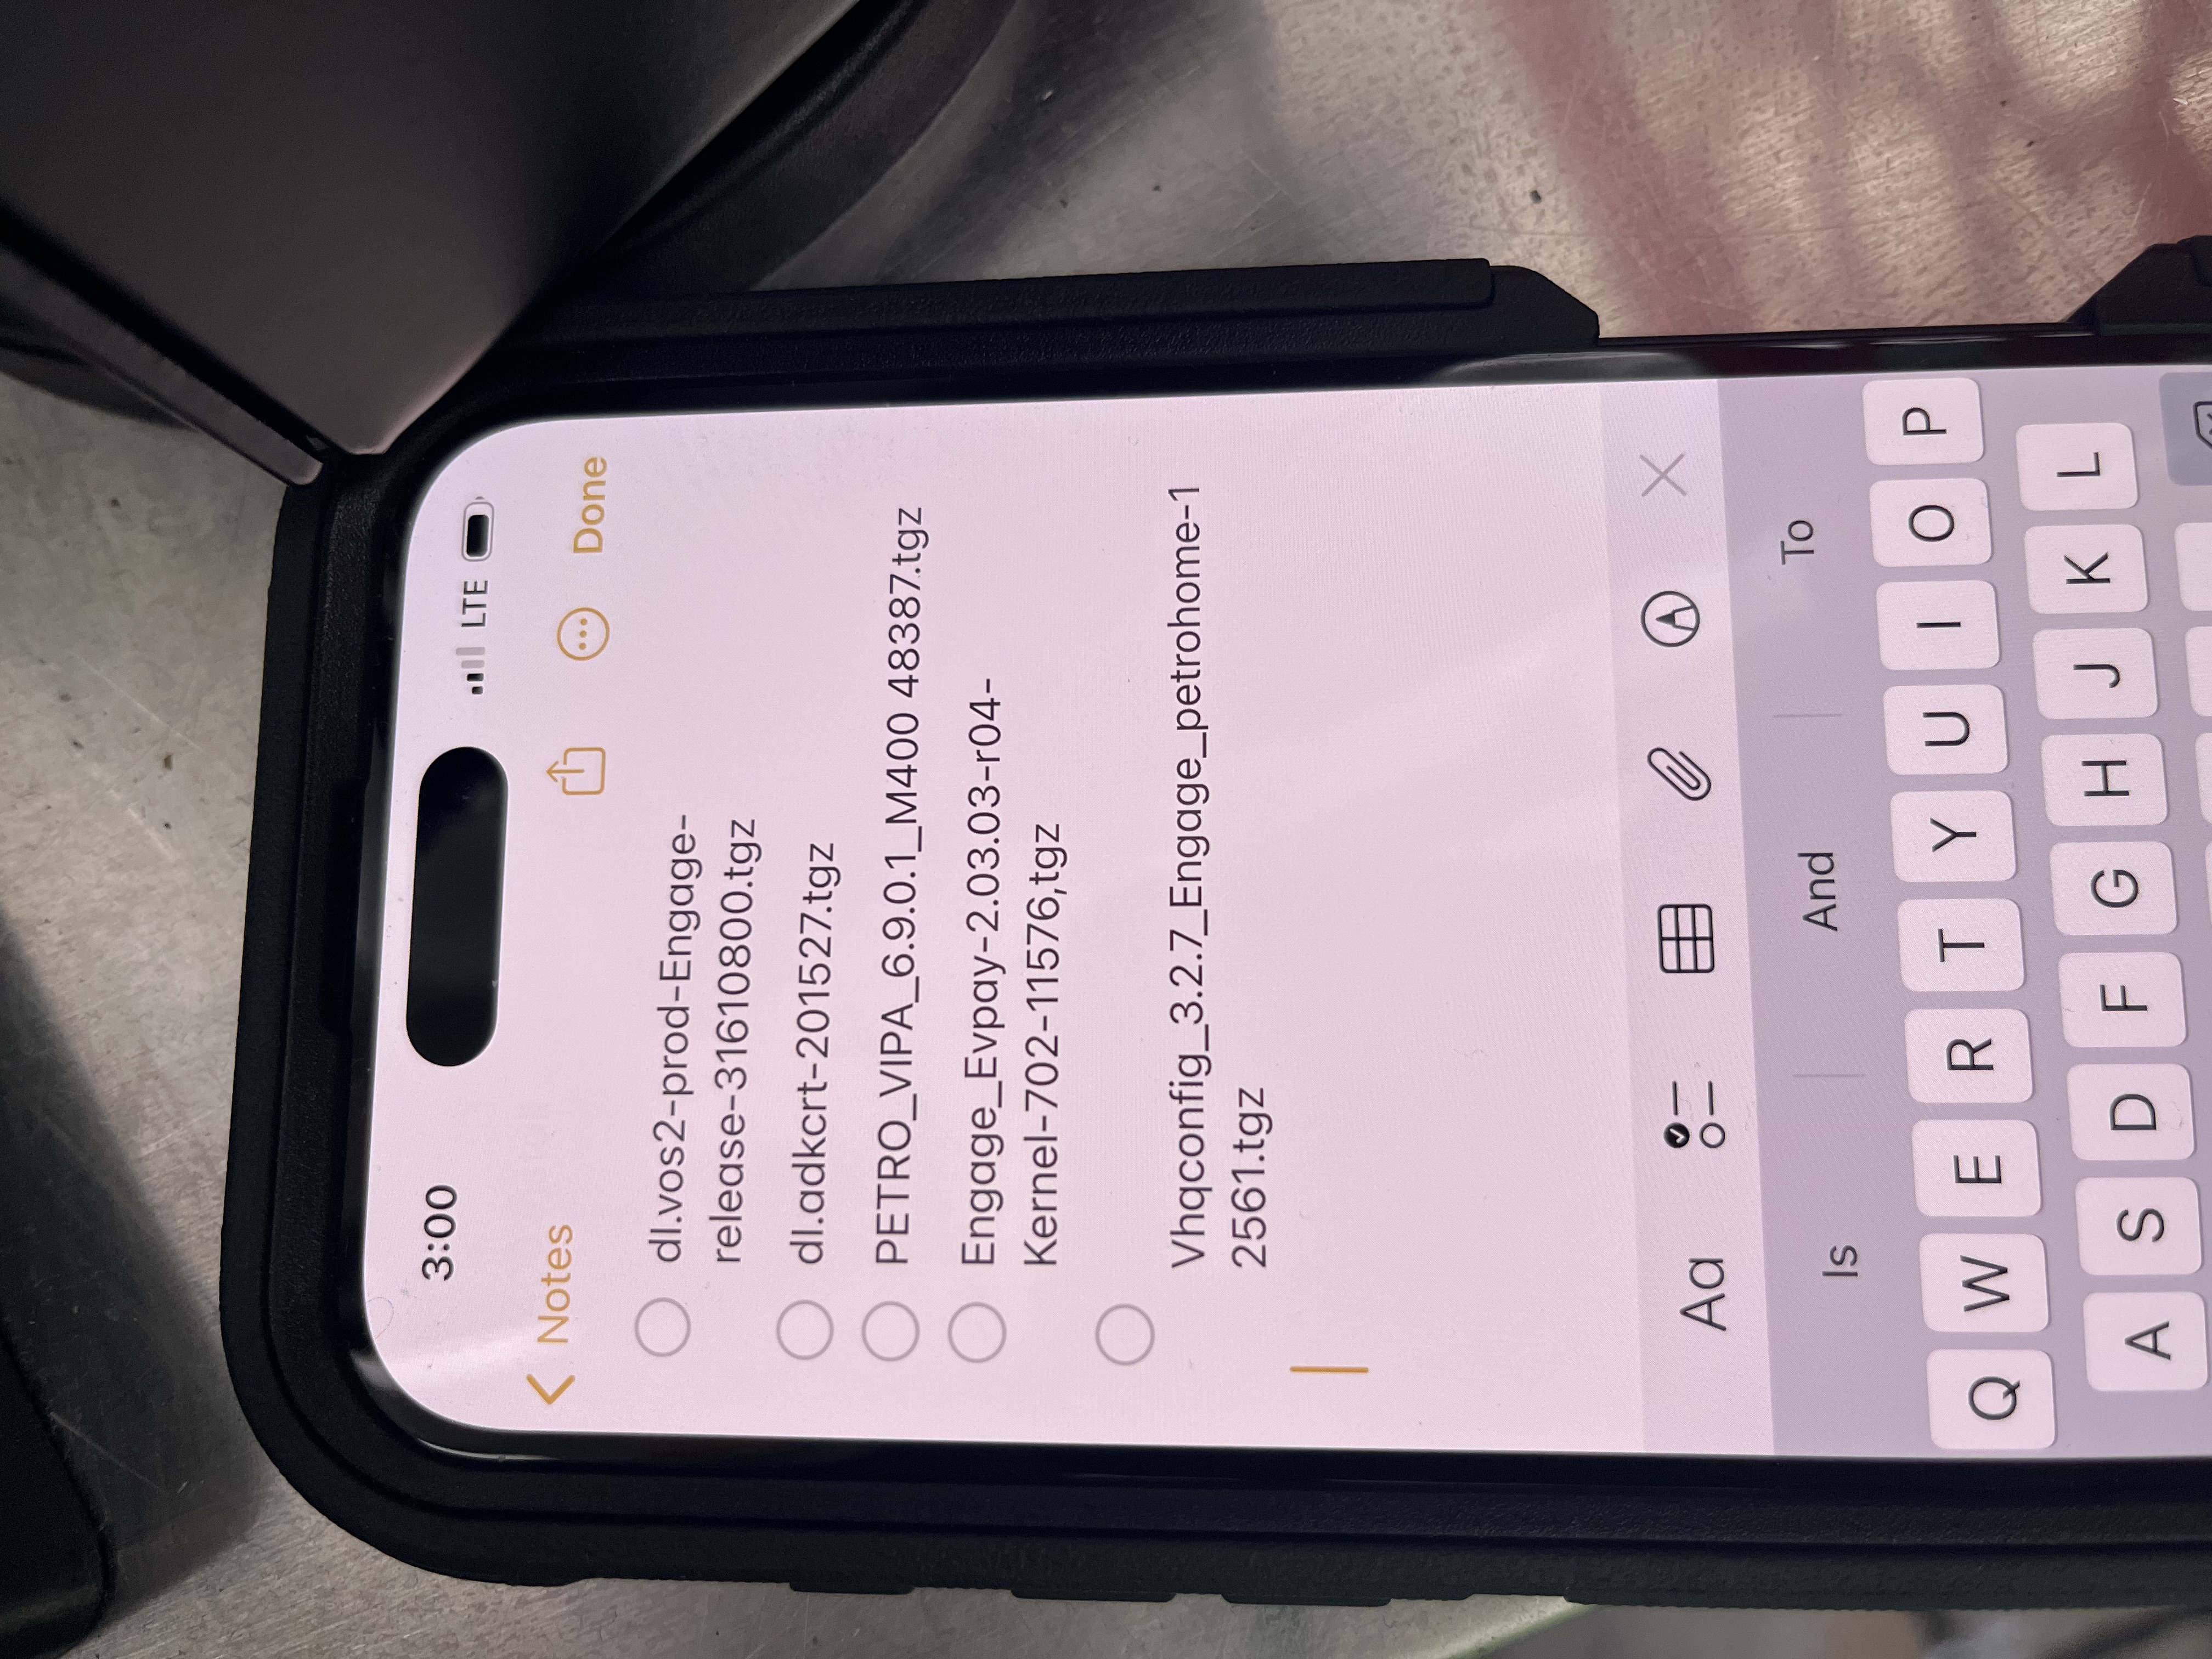 3:00
LTE
Notes
Done
dl.vos2-prod-Engage-
release-31610800.tgz
dl.adkcrt-201527.tgz
PETRO_VIPA_6.9.0.1_M400 48387.tgz
Engage_Evpay-2.03.03-r04-
Kernel-702-11576,tgz
Vhqconfig_3.2.7_Engage_petrohome-1
2561.tgz
Aa
Is And To
Q W E R T Y U I O P
A S D F G H J K L